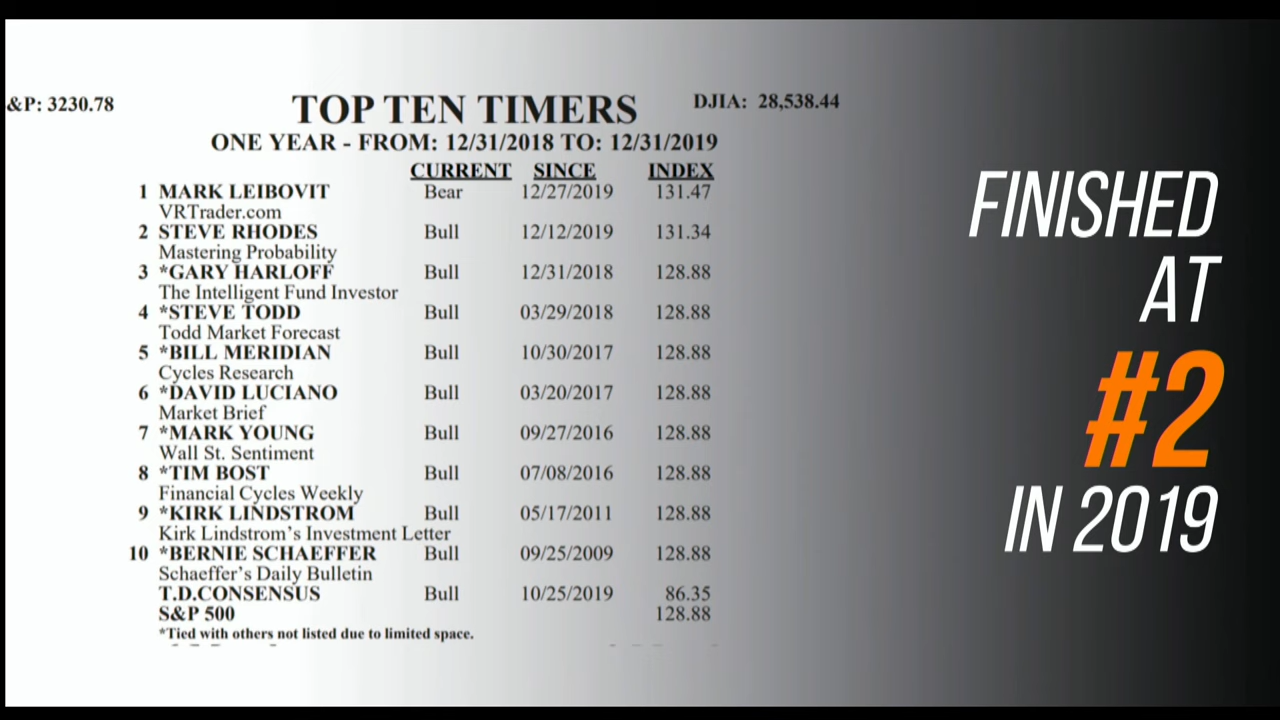 &P: 3230.78
TOP TEN TIMERS
DJIA: 28,538.44
ONE YEAR - FROM: 12/31/2018 TO: 12/31/2019
CURRENT SINCE INDEX
1 MARK LEIBOVIT Bear 12/27/2019 131.47
VRTrader.com
2 STEVE RHODES Bull 12/12/2019 131.34
Mastering Probability
3 *GARY HARLOFF Bull 12/31/2018 128.88
The Intelligent Fund Investor
4 *STEVE TODD Bull 03/29/2018 128.88
Todd Market Forecast
5 *BILL MERIDIAN Bull 10/30/2017 128.88
Cycles Research
6 *DAVID LUCIANO Bull 03/20/2017 128.88
Market Brief
7 *MARK YOUNG Bull 09/27/2016 128.88
Wall St. Sentiment
8 *TIM BOST Bull 07/08/2016 128.88
Financial Cycles Weekly
9 *KIRK LINDSTROM Bull 05/17/2011 128.88
Kirk Lindstrom's Investment Letter
10 *BERNIE SCHAEFFER Bull 09/25/2009 128.88
Schaeffer's Daily Bulletin
T.D.CONSENSUS Bull 10/25/2019 86.35
S&P 500 128.88
*Tied with others not listed due to limited space.
FINISHED
AT
#2
IN 2019